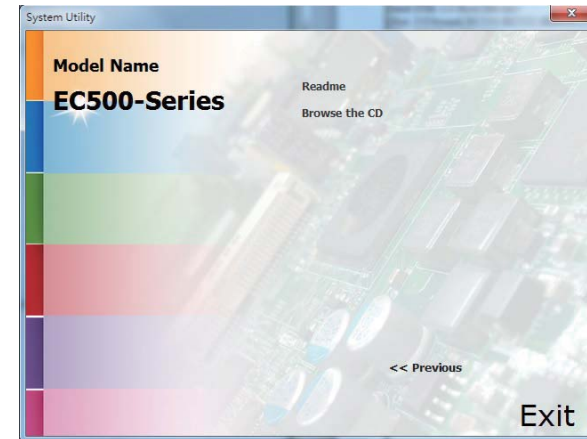 System Utility
Model Name
EC500-Series
Readme
Browse the CD
<< Previous
Exit